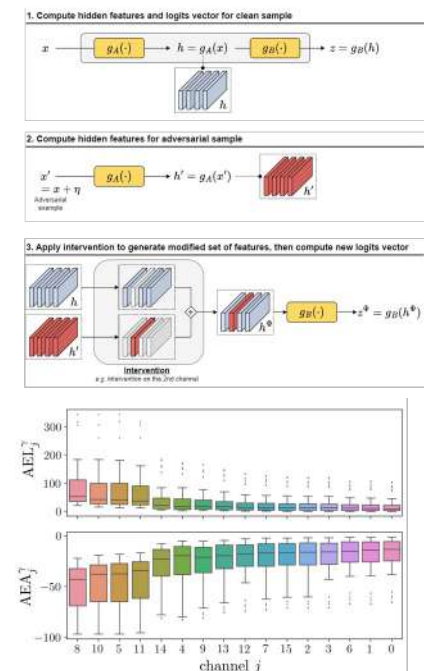 1. Compute hidden features and logits vector for clean sample
x g_A(·) h = g_A(x) g_B(·) z = g_B(h)
h
2. Compute hidden features for adversarial sample
x′ g_A(·) h′ = g_A(x′) h′
= x + η
Adversarial
example
3. Apply intervention to generate modified set of features, then compute new logits vector
h
h′ + h^Φ g_B(·) z^Φ = g_B(h^Φ)
Intervention
e.g. intervention on the 2nd channel
AEL_j^?
300
200
100
0
AEA_j^?
0
−50
−100
8 10 5 11 14 4 9 13 12 7 15 2 3 6 1 0
channel j